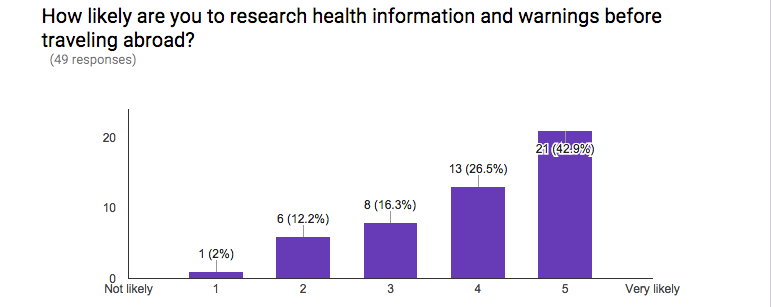 How likely are you to research health information and warnings before
traveling abroad?
(49 responses)
20
21 (42.9%)
13 (26.5%)
10
8 (16.3%)
6 (12.2%)
1 (2%)
0
Not likely 1 2 3 4 5 Very likely